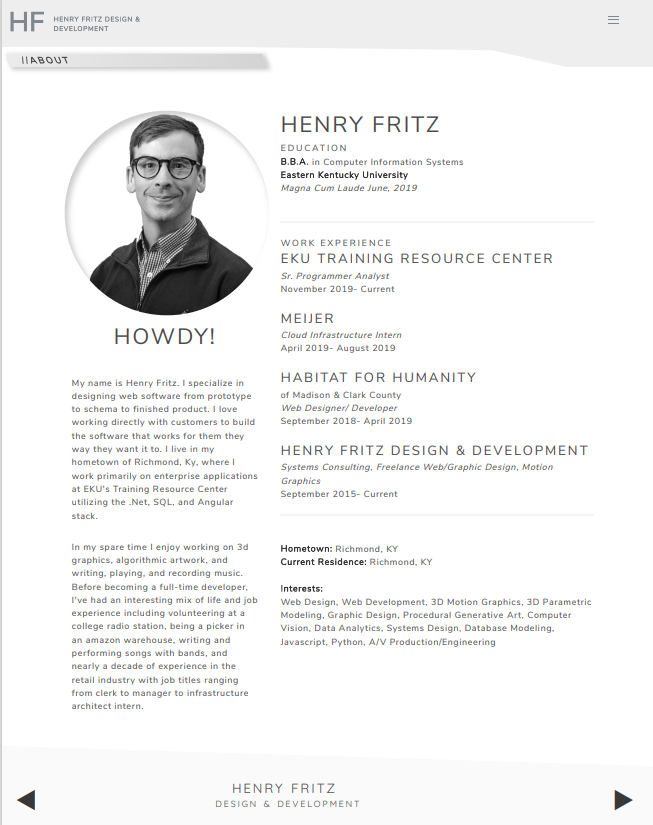 HF
HENRY FRITZ DESIGN &
DEVELOPMENT
//ABOUT
HOWDY!
My name is Henry Fritz. I specialize in
designing web software from prototype
to schema to finished product. I love
working directly with customers to build
the software that works for them they
way they want it to. I live in my
hometown of Richmond, Ky, where I
work primarily on enterprise applications
at EKU's Training Resource Center
utilizing the .Net, SQL, and Angular
stack.
In my spare time I enjoy working on 3d
graphics, algorithmic artwork, and
writing, playing, and recording music.
Before becoming a full-time developer,
I've had an interesting mix of life and job
experience including volunteering at a
college radio station, being a picker in
an amazon warehouse, writing and
performing songs with bands, and
nearly a decade of experience in the
retail industry with job titles ranging
from clerk to manager to infrastructure
architect intern.
HENRY FRITZ
EDUCATION
B.B.A. in Computer Information Systems
Eastern Kentucky University
Magna Cum Laude June, 2019
WORK EXPERIENCE
EKU TRAINING RESOURCE CENTER
Sr. Programmer Analyst
November 2019- Current
MEIJER
Cloud Infrastructure Intern
April 2019- August 2019
HABITAT FOR HUMANITY
of Madison & Clark County
Web Designer/ Developer
September 2018- April 2019
HENRY FRITZ DESIGN & DEVELOPMENT
Systems Consulting, Freelance Web/Graphic Design, Motion
Graphics
September 2015- Current
Hometown: Richmond, KY
Current Residence: Richmond, KY
Interests:
Web Design, Web Development, 3D Motion Graphics, 3D Parametric
Modeling, Graphic Design, Procedural Generative Art, Computer
Vision, Data Analytics, Systems Design, Database Modeling,
Javascript, Python, A/V Production/Engineering
HENRY FRITZ
DESIGN & DEVELOPMENT